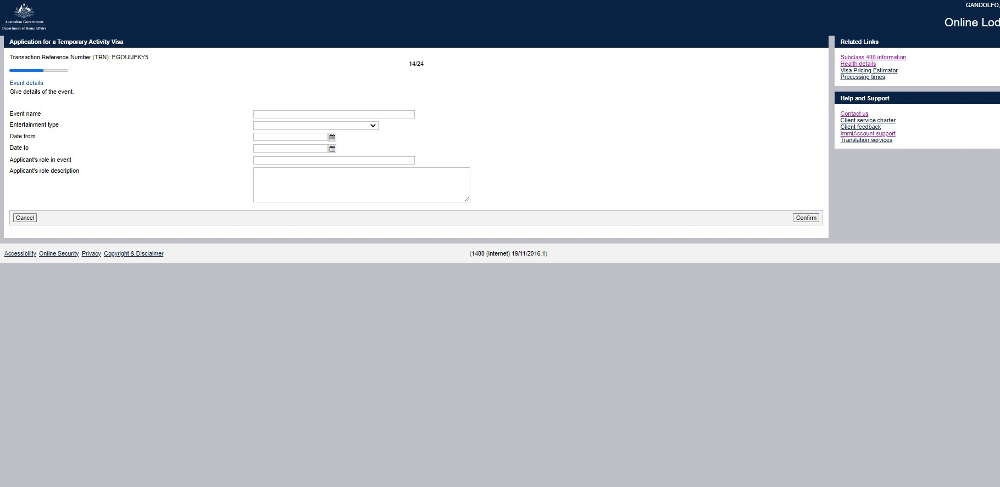 Australian Government
Department of Home Affairs
GANDOLFO,
Online Lod
Application for a Temporary Activity Visa
Transaction Reference Number (TRN): EGOUIJFKY5
14/24
Event details
Give details of the event.
Event name
Entertainment type
Date from
Date to
Applicant's role in event
Applicant's role description
Cancel
Confirm
Related Links
Subclass 408 information
Health details
Visa Pricing Estimator
Processing times
Help and Support
Contact us
Client service charter
Client feedback
ImmiAccount support
Translation services
Accessibility Online Security Privacy Copyright & Disclaimer
(1480 (Internet) 19/11/2016.1)